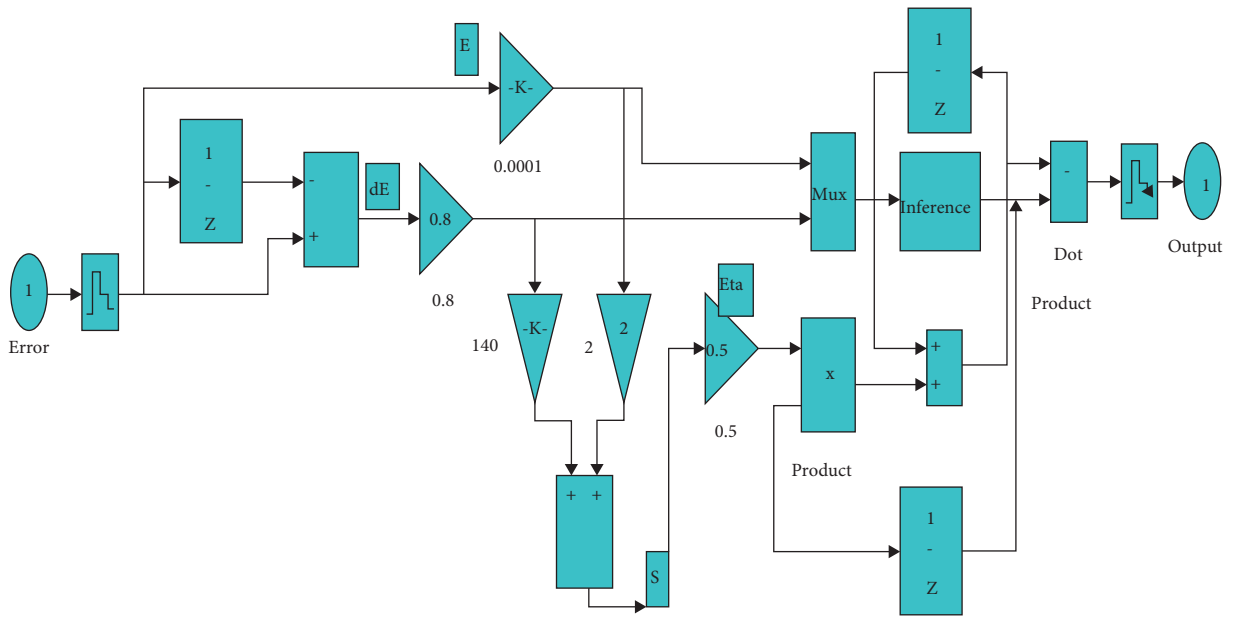 1
Error
1
-
Z
-
+
E
-K-
0.0001
dE
0.8
0.8
-K-
140
2
2
+ +
S
Eta
0.5
0.5
x
Product
Mux
Inference
1
-
Z
+
+
1
-
Z
-
Dot
Product
1
Output